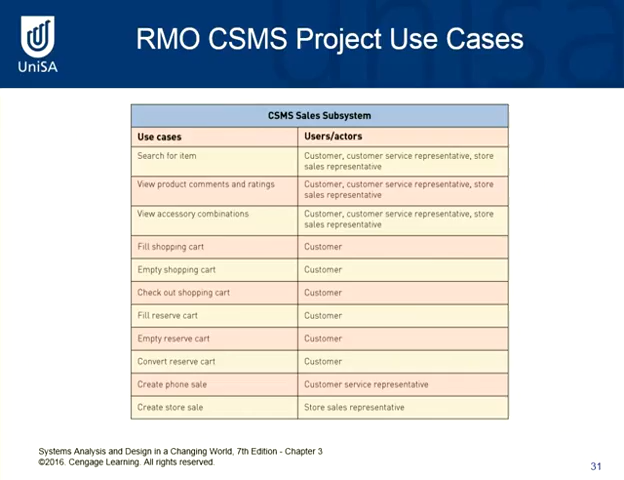 RMO CSMS Project Use Cases
UniSA
CSMS Sales Subsystem
Use cases Users/actors
Search for item Customer, customer service representative, store
sales representative
View product comments and ratings Customer, customer service representative, store
sales representative
View accessory combinations Customer, customer service representative, store
sales representative
Fill shopping cart Customer
Empty shopping cart Customer
Check out shopping cart Customer
Fill reserve cart Customer
Empty reserve cart Customer
Convert reserve cart Customer
Create phone sale Customer service representative
Create store sale Store sales representative
Systems Analysis and Design in a Changing World, 7th Edition - Chapter 3
©2016. Cengage Learning. All rights reserved.
31